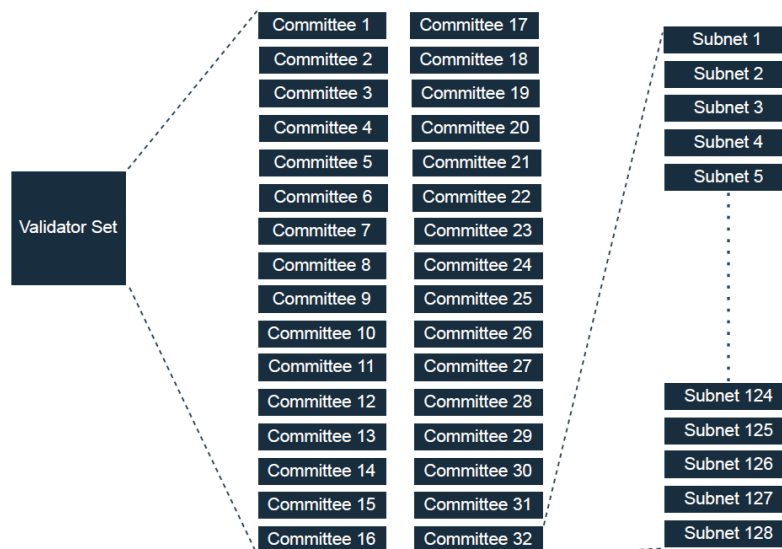 Validator Set
Committee 1
Committee 2
Committee 3
Committee 4
Committee 5
Committee 6
Committee 7
Committee 8
Committee 9
Committee 10
Committee 11
Committee 12
Committee 13
Committee 14
Committee 15
Committee 16
Committee 17
Committee 18
Committee 19
Committee 20
Committee 21
Committee 22
Committee 23
Committee 24
Committee 25
Committee 26
Committee 27
Committee 28
Committee 29
Committee 30
Committee 31
Committee 32
Subnet 1
Subnet 2
Subnet 3
Subnet 4
Subnet 5
Subnet 124
Subnet 125
Subnet 126
Subnet 127
Subnet 128